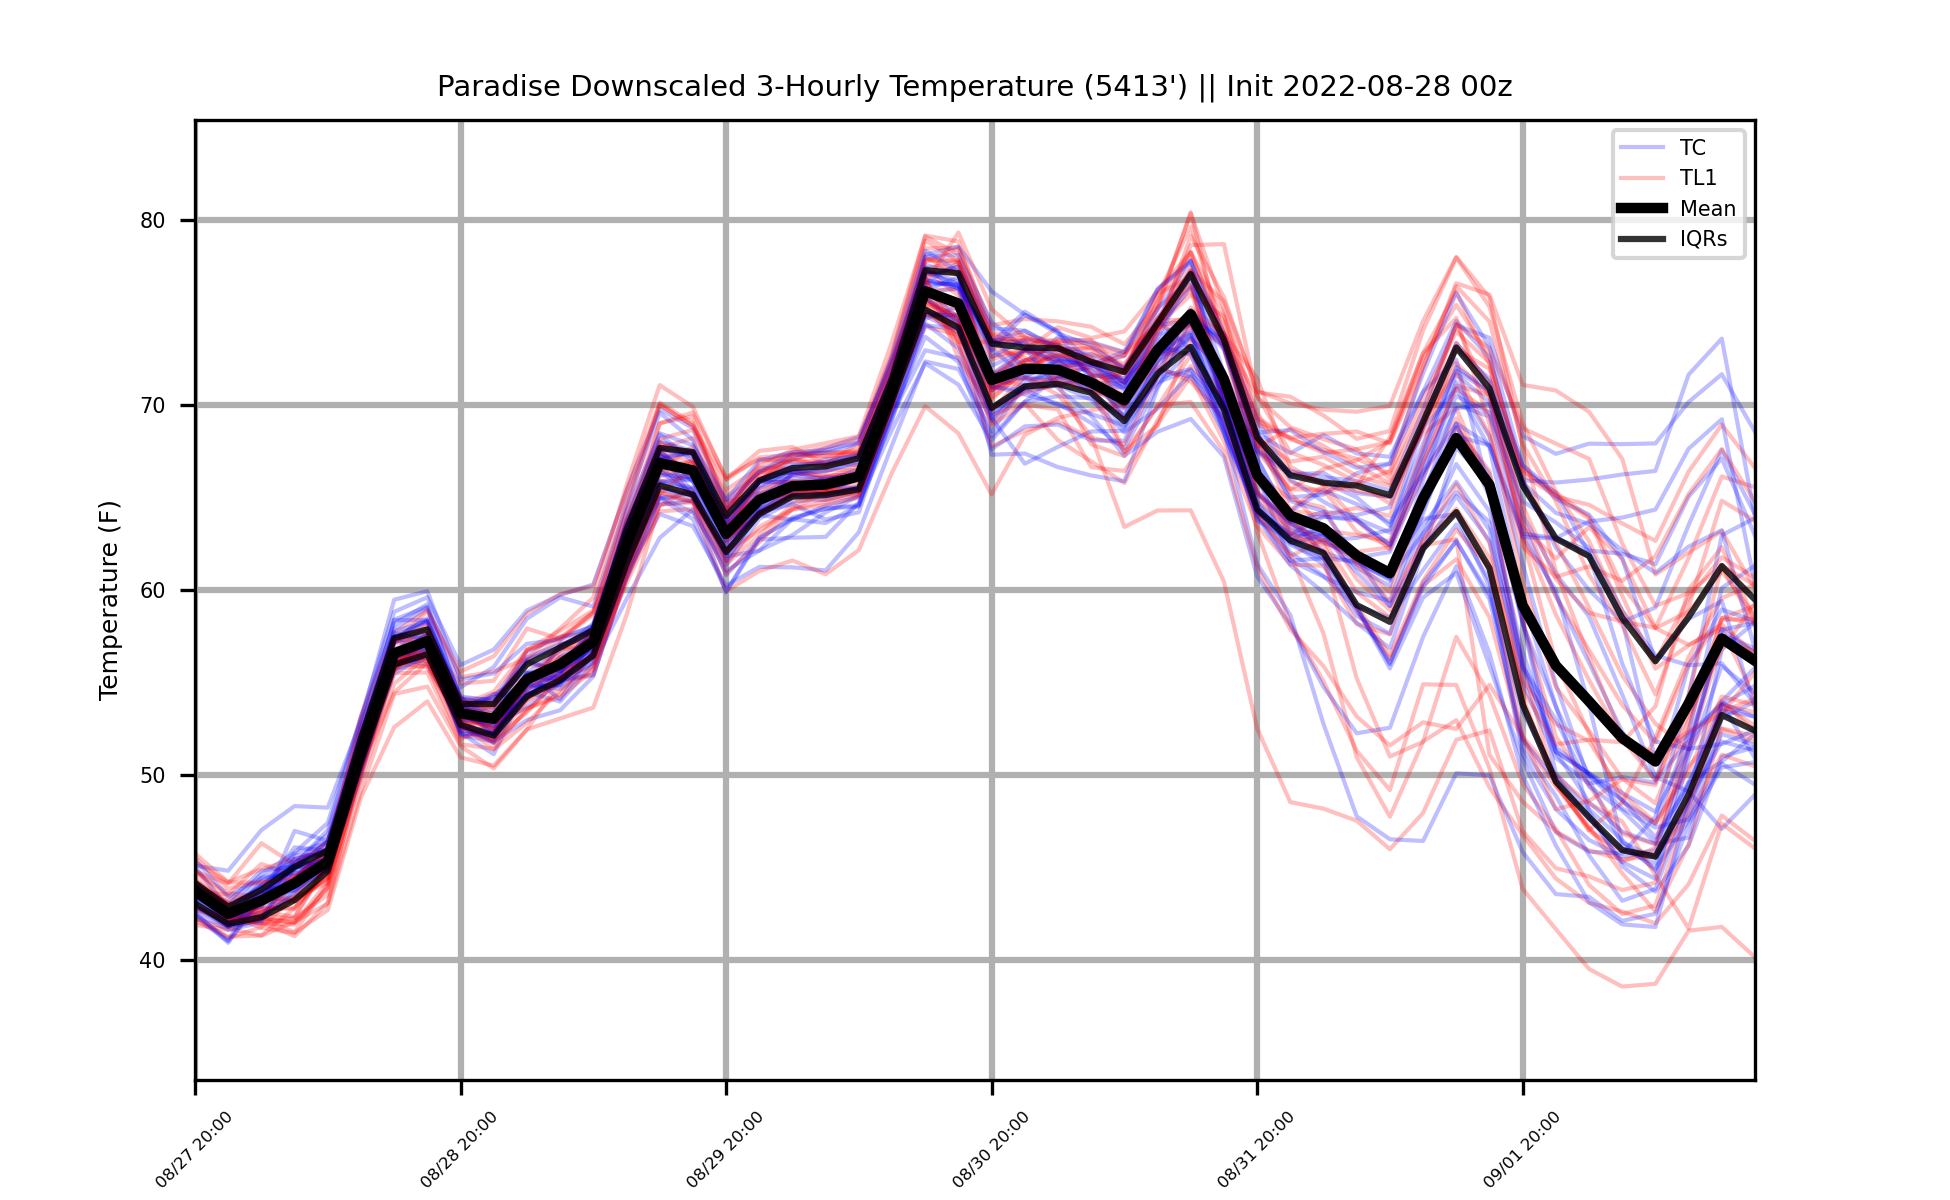 Paradise Downscaled 3-Hourly Temperature (5413') || Init 2022-08-28 00z
TC
TL1
Mean
IQRs
Temperature (F)
80
70
60
50
40
08/27 20:00
08/28 20:00
08/29 20:00
08/30 20:00
08/31 20:00
09/01 20:00